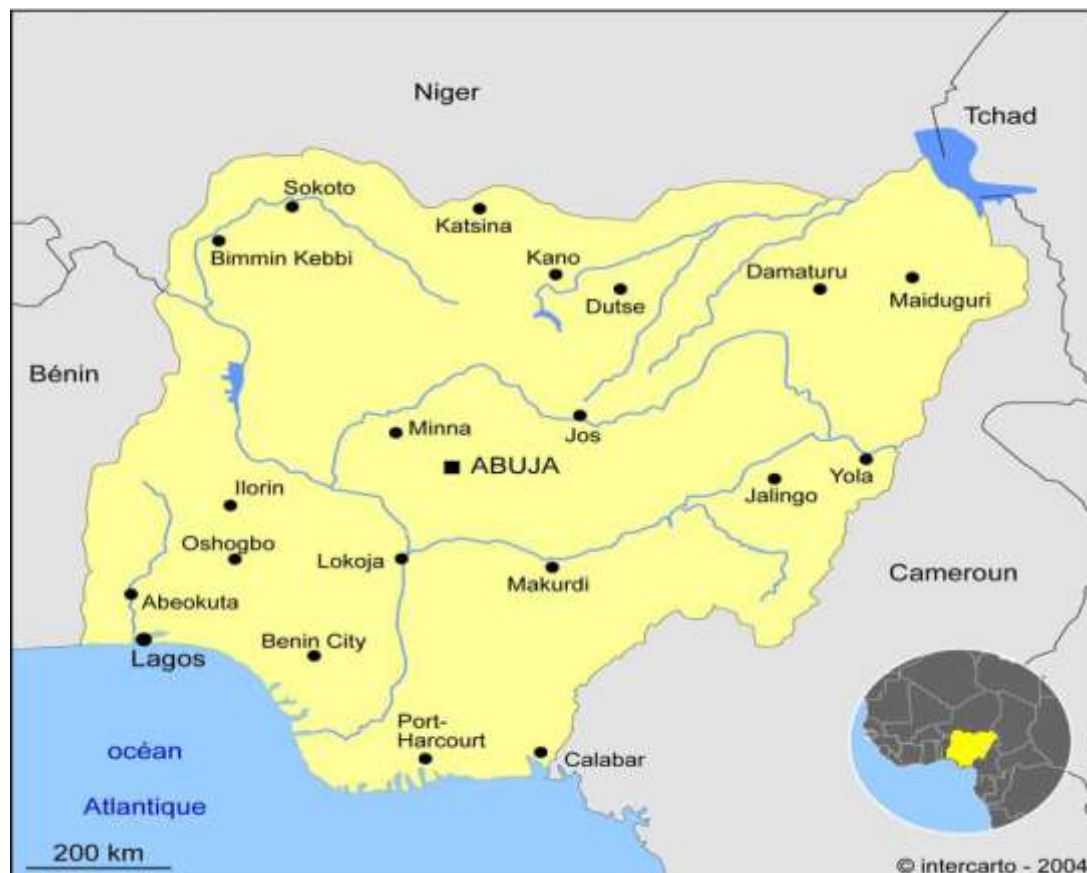 Niger
Tchad
Sokoto
Katsina
Bimmin Kebbi
Kano
Dutse
Damaturu
Maiduguri
Bénin
Minna
Jos
ABUJA
Yola
Jalingo
Ilorin
Oshogbo
Lokoja
Makurdi
Cameroun
Abeokuta
Benin City
Lagos
Port-
Harcourt
Calabar
océan
Atlantique
200 km
© intercarto - 2004